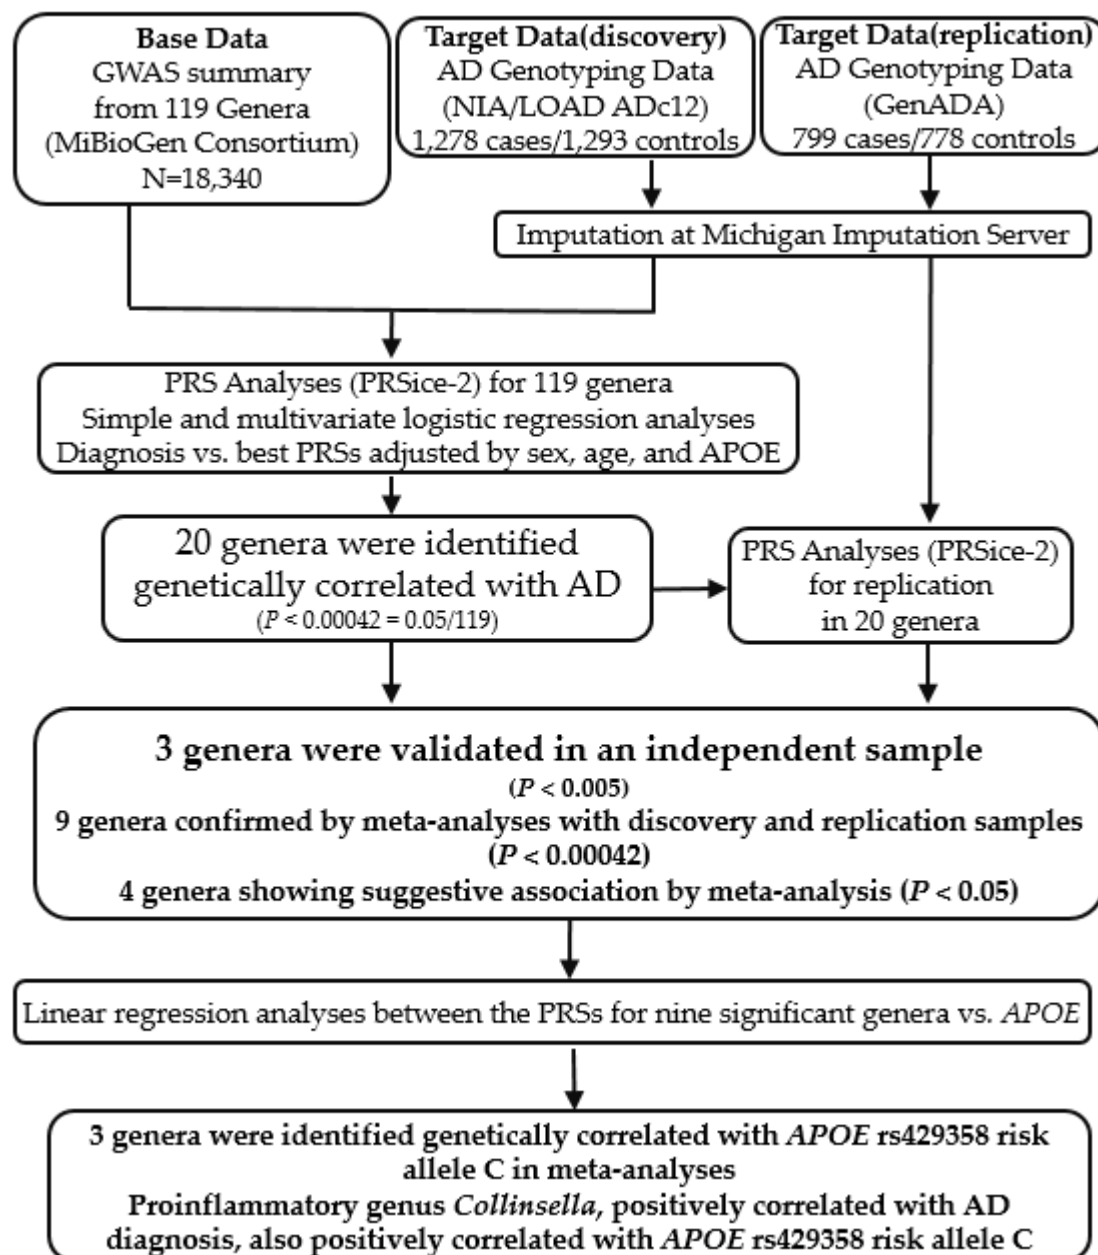 Base Data
GWAS summary
from 119 Genera
(MiBioGen Consortium)
N=18,340
Target Data(discovery)
AD Genotyping Data
(NIA/LOAD ADc12)
1,278 cases/1,293 controls
Target Data(replication)
AD Genotyping Data
(GenADA)
799 cases/778 controls
Imputation at Michigan Imputation Server
PRS Analyses (PRSice-2) for 119 genera
Simple and multivariate logistic regression analyses
Diagnosis vs. best PRSs adjusted by sex, age, and APOE
20 genera were identified
genetically correlated with AD
(P < 0.00042 = 0.05/119)
PRS Analyses (PRSice-2)
for replication
in 20 genera
3 genera were validated in an independent sample
(P < 0.005)
9 genera confirmed by meta-analyses with discovery and replication samples
(P < 0.00042)
4 genera showing suggestive association by meta-analysis (P < 0.05)
Linear regression analyses between the PRSs for nine significant genera vs. APOE
3 genera were identified genetically correlated with APOE rs429358 risk
allele C in meta-analyses
Proinflammatory genus Collinsella, positively correlated with AD
diagnosis, also positively correlated with APOE rs429358 risk allele C